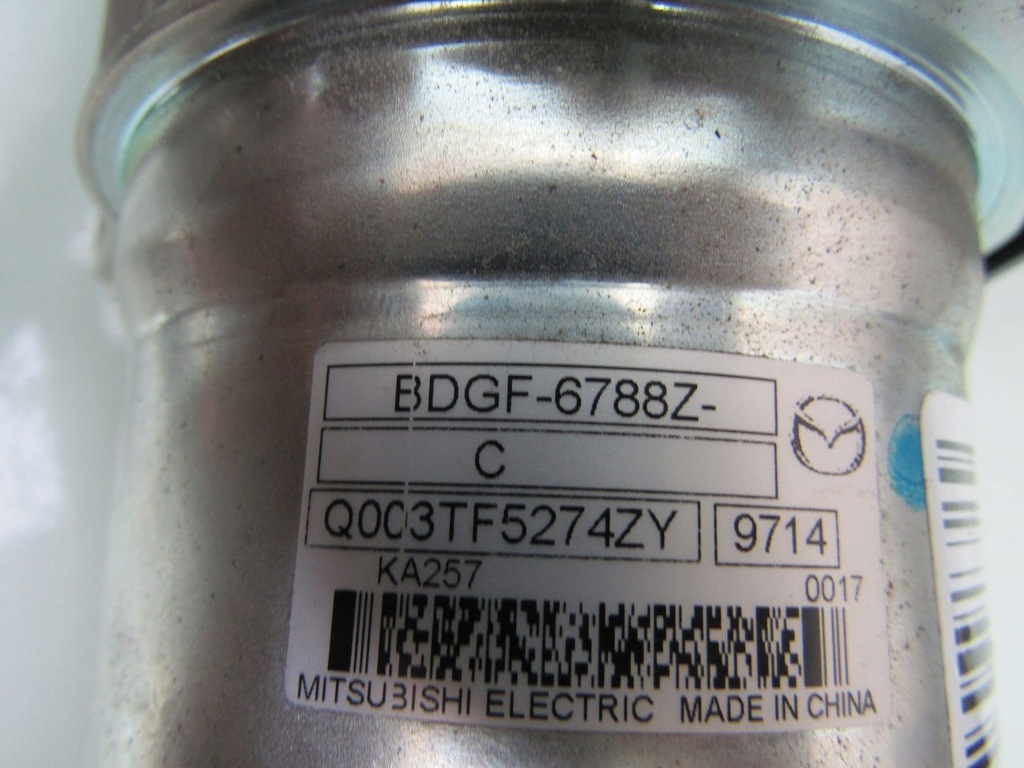 BDGF-6788Z-
C
Q003TF5274ZY 9714
KA257 0017
MITSUBISHI ELECTRIC MADE IN CHINA